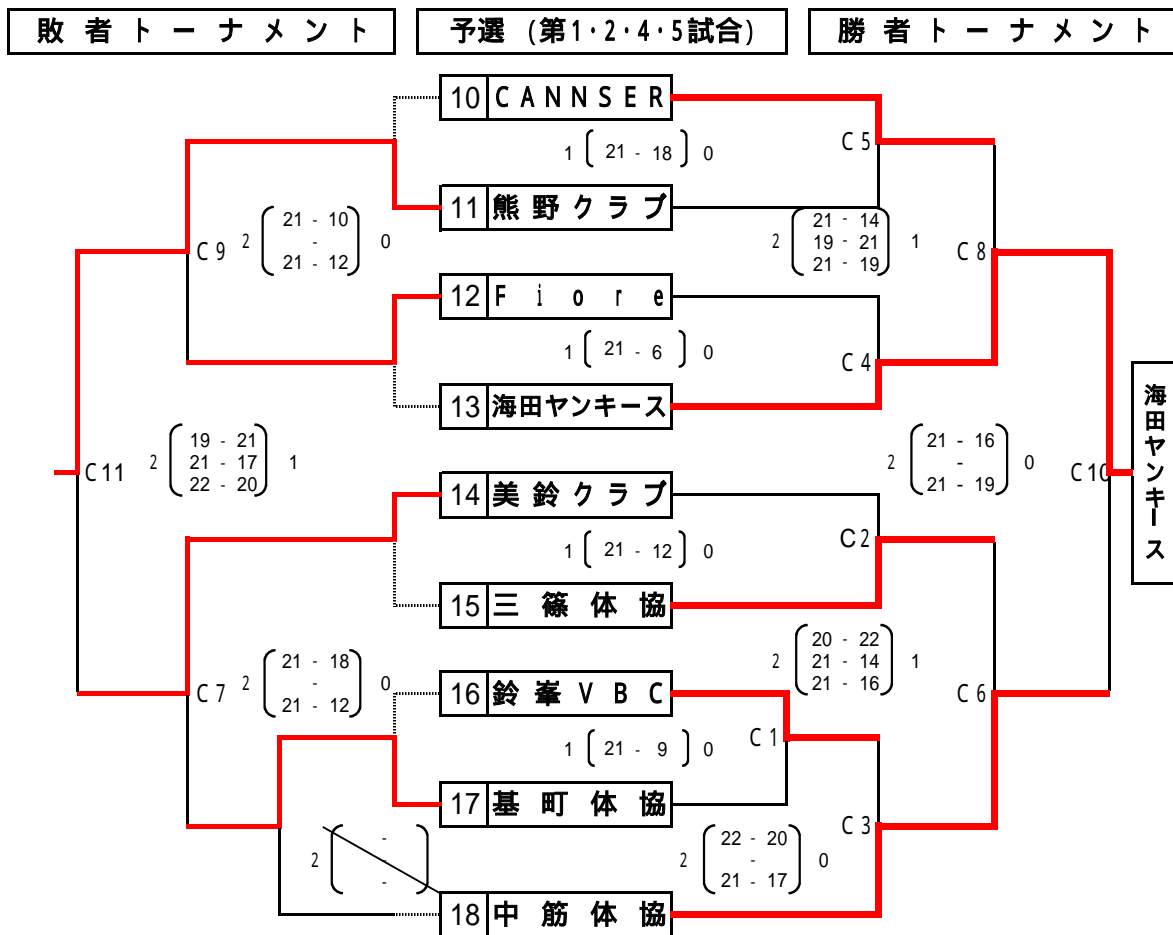 敗者トーナメント
予選 (第1・2・4・5試合)
勝者トーナメント
10 CANNSER
1 ( 21 - 18 ) 0
C5
11 熊野クラブ
C9
2 ( 21 - 10
-
21 - 12 ) 0
2 ( 21 - 14
19 - 21
21 - 19 ) 1
C8
12 Fiore
1 ( 21 - 6 ) 0
C4
13 海田ヤンキース
海田ヤンキース
C11
2 ( 19 - 21
21 - 17
22 - 20 ) 1
2 ( 21 - 16
-
21 - 19 ) 0
C10
14 美鈴クラブ
1 ( 21 - 12 ) 0
C2
15 三篠体協
C7
2 ( 21 - 18
-
21 - 12 ) 0
2 ( 20 - 22
21 - 14
21 - 16 ) 1
C6
16 鈴峯VBC
1 ( 21 - 9 ) 0
C1
17 基町体協
C3
2 ( -
-
- )
2 ( 22 - 20
-
21 - 17 ) 0
18 中筋体協